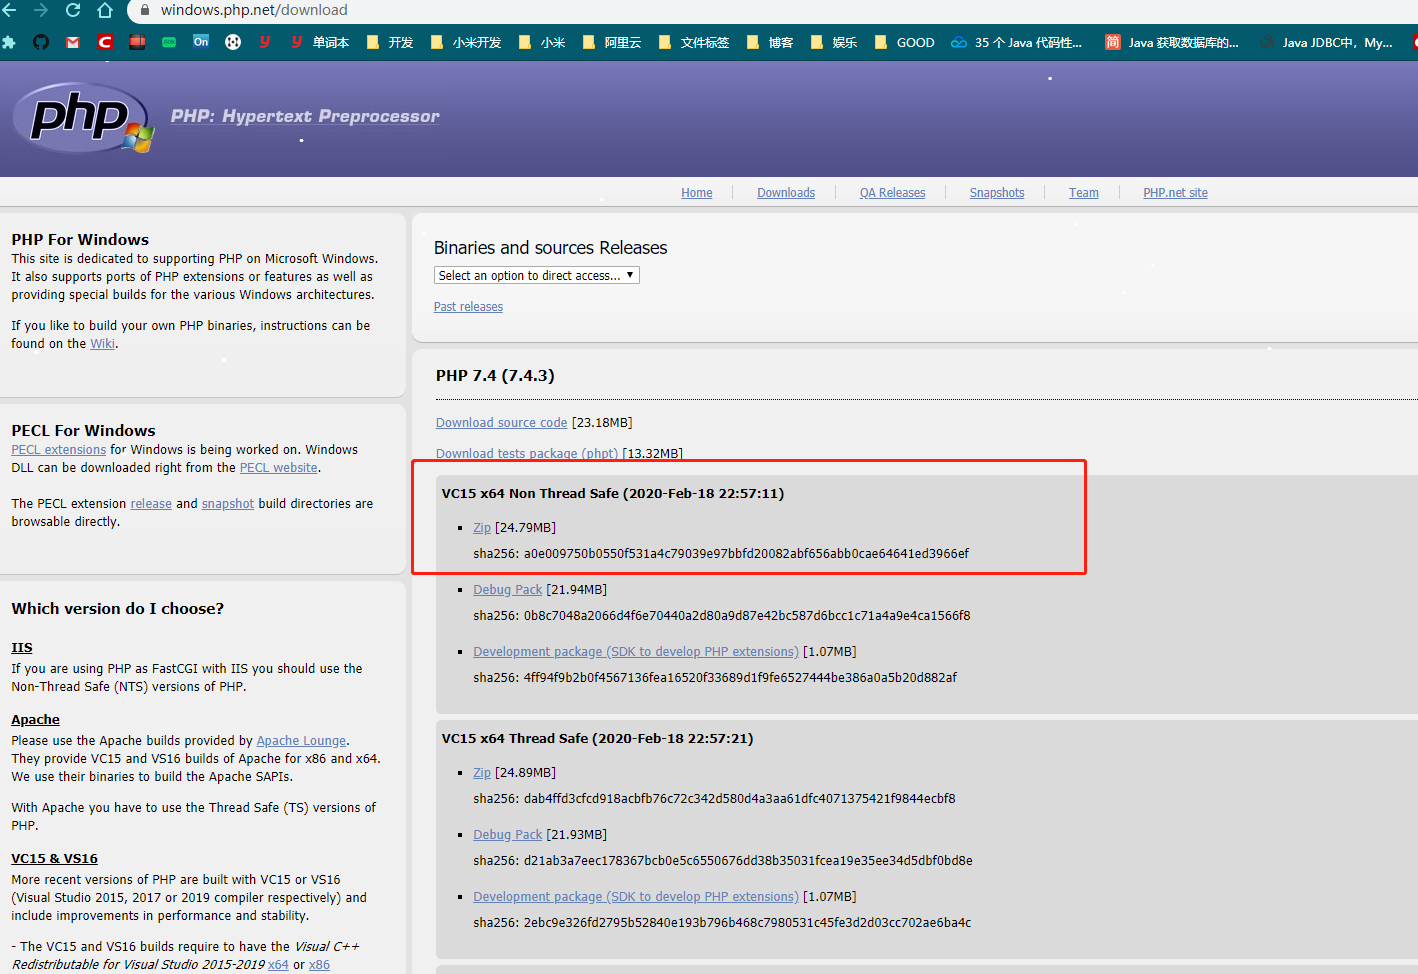 windows.php.net/download
On 单词本 开发 小米开发 小米 阿里云 文件标签 博客 娱乐 GOOD 35 个 Java 代码性... 简 Java 获取数据库的... Java JDBC中，My...
php PHP: Hypertext Preprocessor
Home Downloads QA Releases Snapshots Team PHP.net site
PHP For Windows
This site is dedicated to supporting PHP on Microsoft Windows.
It also supports ports of PHP extensions or features as well as
providing special builds for the various Windows architectures.
If you like to build your own PHP binaries, instructions can be
found on the Wiki.
PECL For Windows
PECL extensions for Windows is being worked on. Windows
DLL can be downloaded right from the PECL website.
The PECL extension release and snapshot build directories are
browsable directly.
Which version do I choose?
IIS
If you are using PHP as FastCGI with IIS you should use the
Non-Thread Safe (NTS) versions of PHP.
Apache
Please use the Apache builds provided by Apache Lounge.
They provide VC15 and VS16 builds of Apache for x86 and x64.
We use their binaries to build the Apache SAPIs.
With Apache you have to use the Thread Safe (TS) versions of
PHP.
VC15 & VS16
More recent versions of PHP are built with VC15 or VS16
(Visual Studio 2015, 2017 or 2019 compiler respectively) and
include improvements in performance and stability.
- The VC15 and VS16 builds require to have the Visual C++
Redistributable for Visual Studio 2015-2019 x64 or x86
Binaries and sources Releases
Select an option to direct access...
Past releases
PHP 7.4 (7.4.3)
Download source code [23.18MB]
Download tests package (phpt) [13.32MB]
VC15 x64 Non Thread Safe (2020-Feb-18 22:57:11)
Zip [24.79MB]
sha256: a0e009750b0550f531a4c79039e97bbfd20082abf656abb0cae64641ed3966ef
Debug Pack [21.94MB]
sha256: 0b8c7048a2066d4f6e70440a2d80a9d87e42bc587d6bcc1c71a4a9e4ca1566f8
Development package (SDK to develop PHP extensions) [1.07MB]
sha256: 4ff94f9b2b0f4567136fea16520f33689d1f9fe6527444be386a0a5b20d882af
VC15 x64 Thread Safe (2020-Feb-18 22:57:21)
Zip [24.89MB]
sha256: dab4ffd3cfcd918acbfb76c72c342d580d4a3aa61dfc4071375421f9844ecbf8
Debug Pack [21.93MB]
sha256: d21ab3a7eec178367bcb0e5c6550676dd38b35031fcea19e35ee34d5dbf0bd8e
Development package (SDK to develop PHP extensions) [1.07MB]
sha256: 2ebc9e326fd2795b52840e193b796b468c7980531c45fe3d2d03cc702ae6ba4c